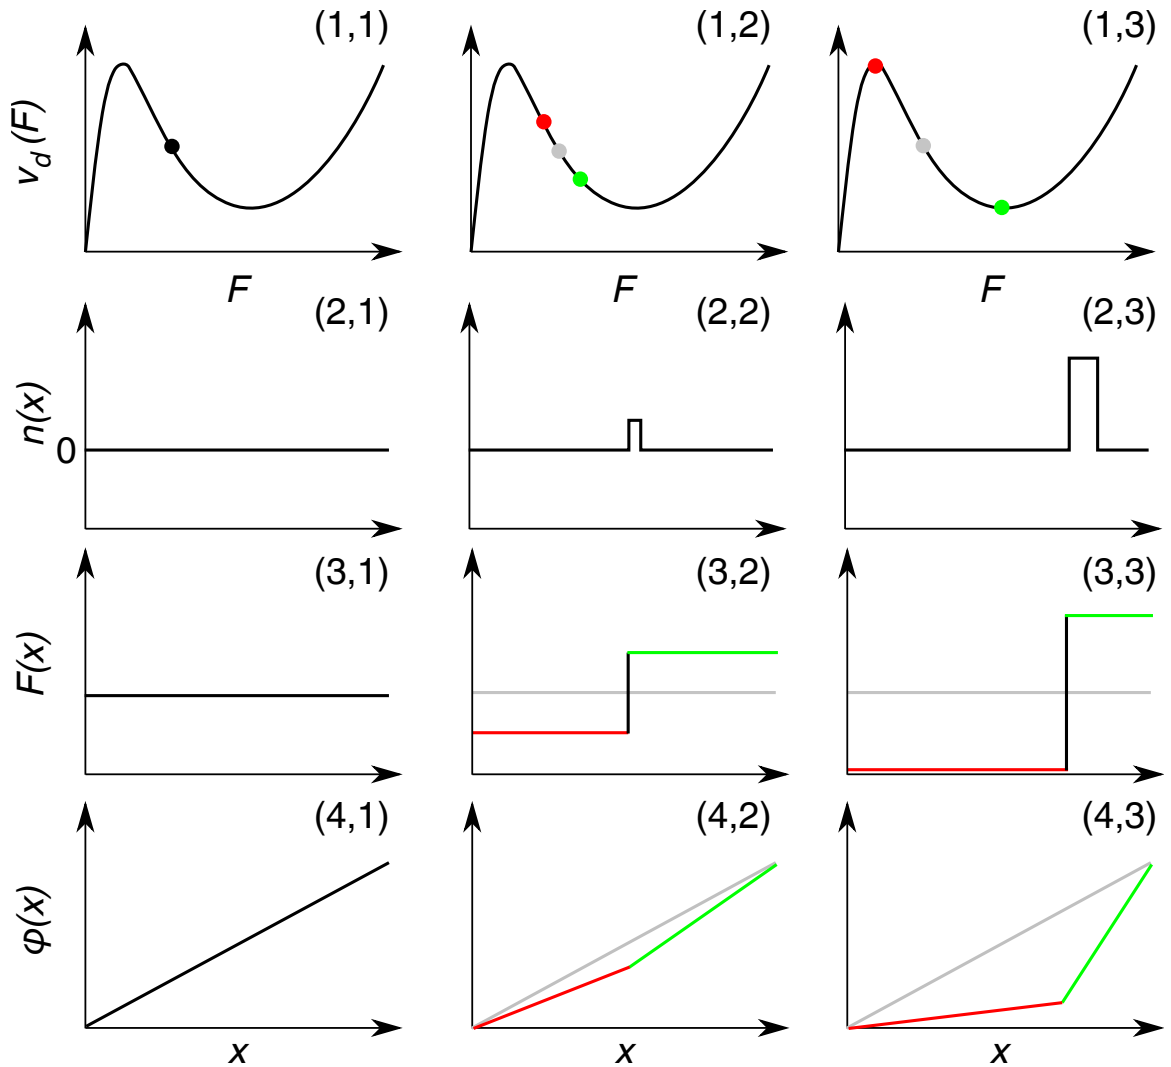 (1,1) (1,2) (1,3)
v_d(F)
F F F
(2,1) (2,2) (2,3)
n(x)
0
(3,1) (3,2) (3,3)
F(x)
(4,1) (4,2) (4,3)
φ(x)
x x x